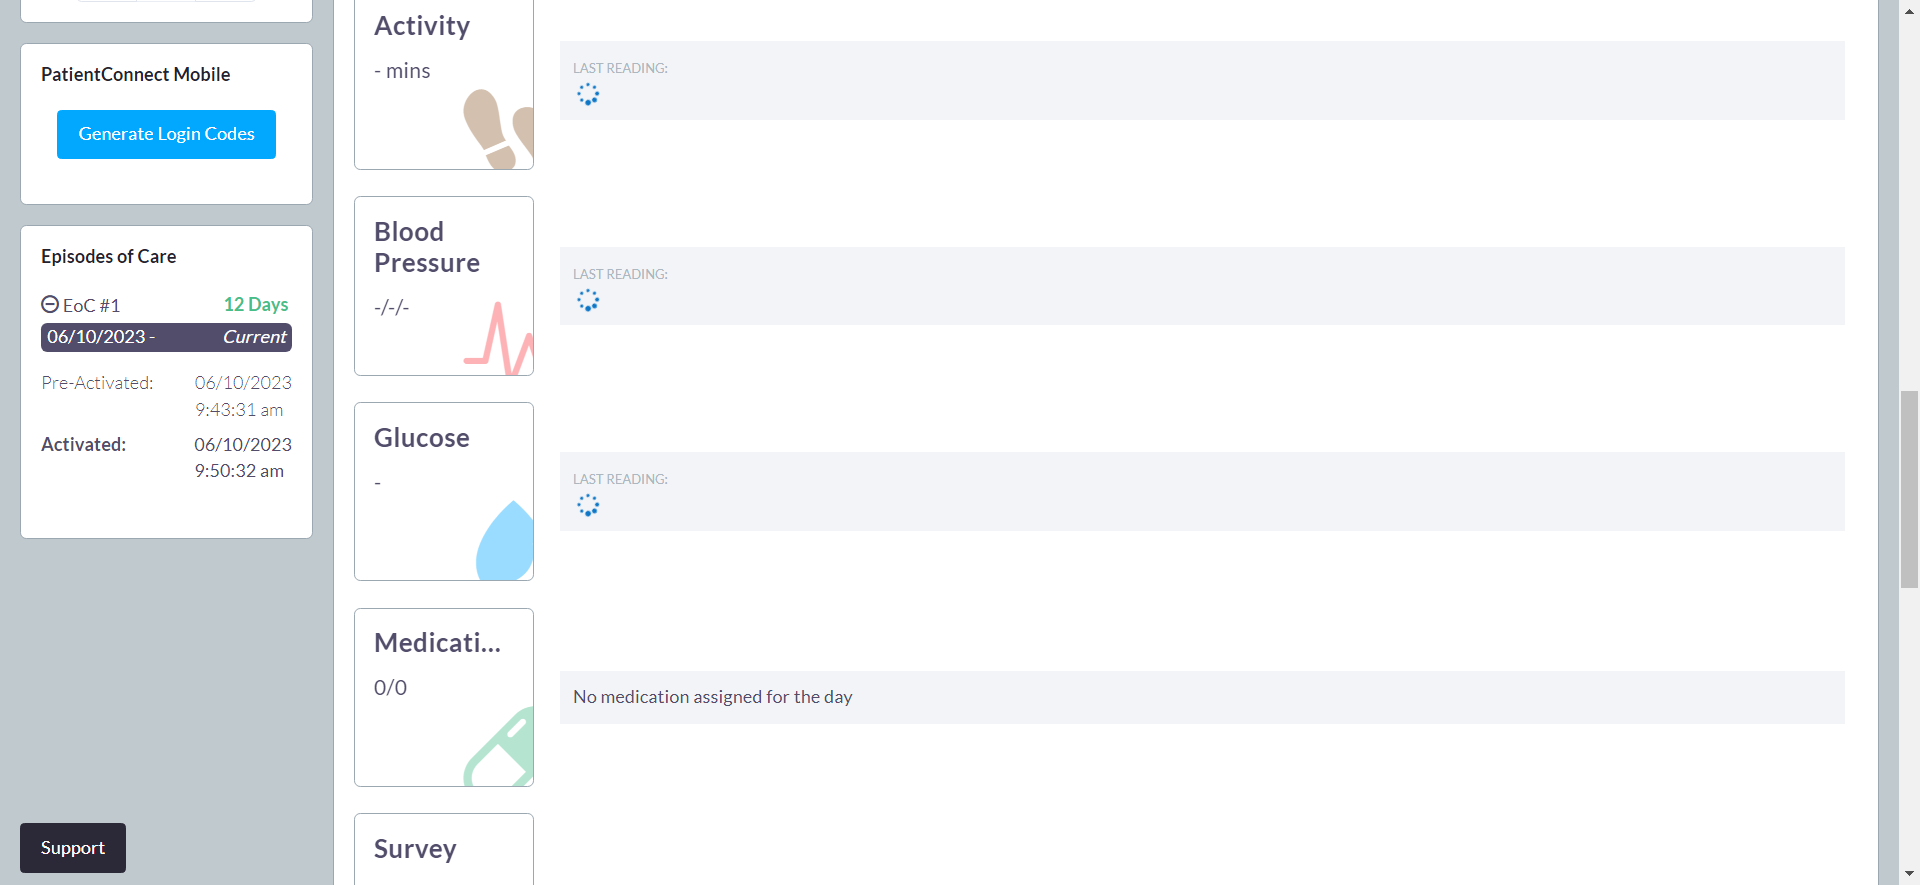 PatientConnect Mobile
Generate Login Codes
Episodes of Care
EoC #1 12 Days
06/10/2023 - Current
Pre-Activated: 06/10/2023
9:43:31 am
Activated: 06/10/2023
9:50:32 am
Support
Activity
- mins
LAST READING:
Blood
Pressure
-/-/-
LAST READING:
Glucose
-
LAST READING:
Medicati...
0/0
No medication assigned for the day
Survey